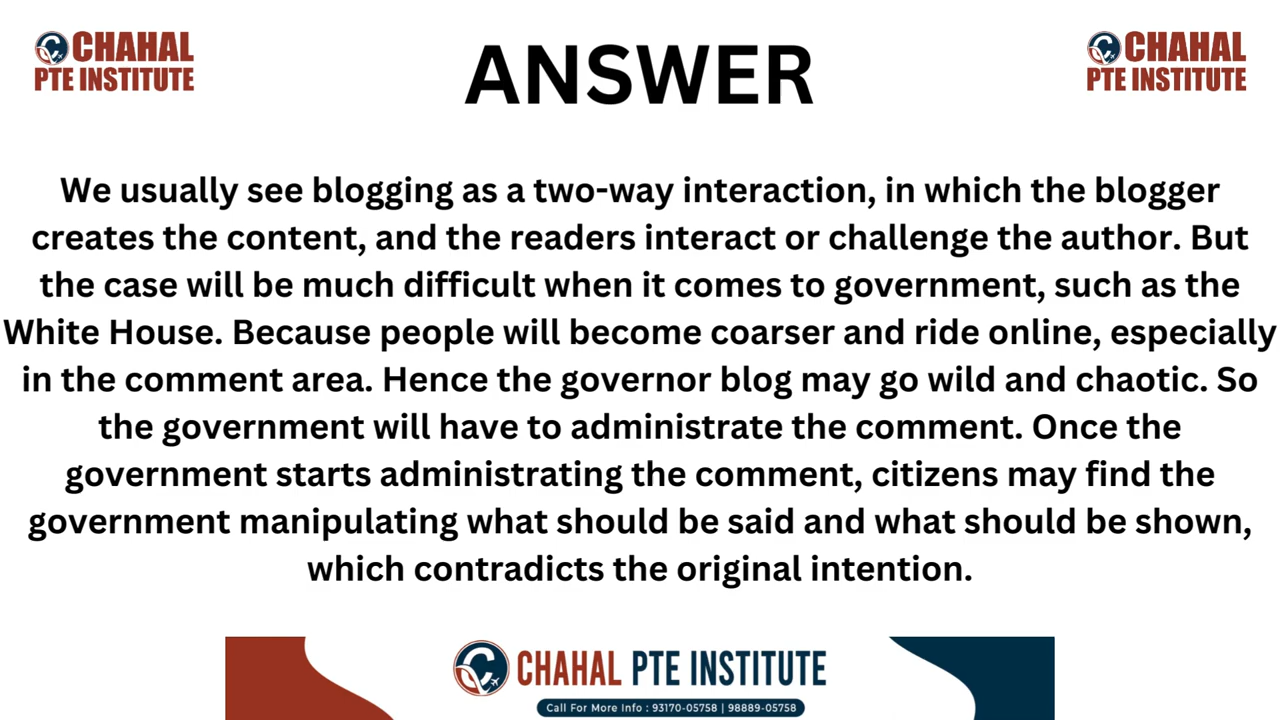 CHAHAL
PTE INSTITUTE
ANSWER
CHAHAL
PTE INSTITUTE
We usually see blogging as a two-way interaction, in which the blogger
creates the content, and the readers interact or challenge the author. But
the case will be much difficult when it comes to government, such as the
White House. Because people will become coarser and ride online, especially
in the comment area. Hence the governor blog may go wild and chaotic. So
the government will have to administrate the comment. Once the
government starts administrating the comment, citizens may find the
government manipulating what should be said and what should be shown,
which contradicts the original intention.
CHAHAL PTE INSTITUTE
Call For More Info : 93170-05758 | 98889-05758